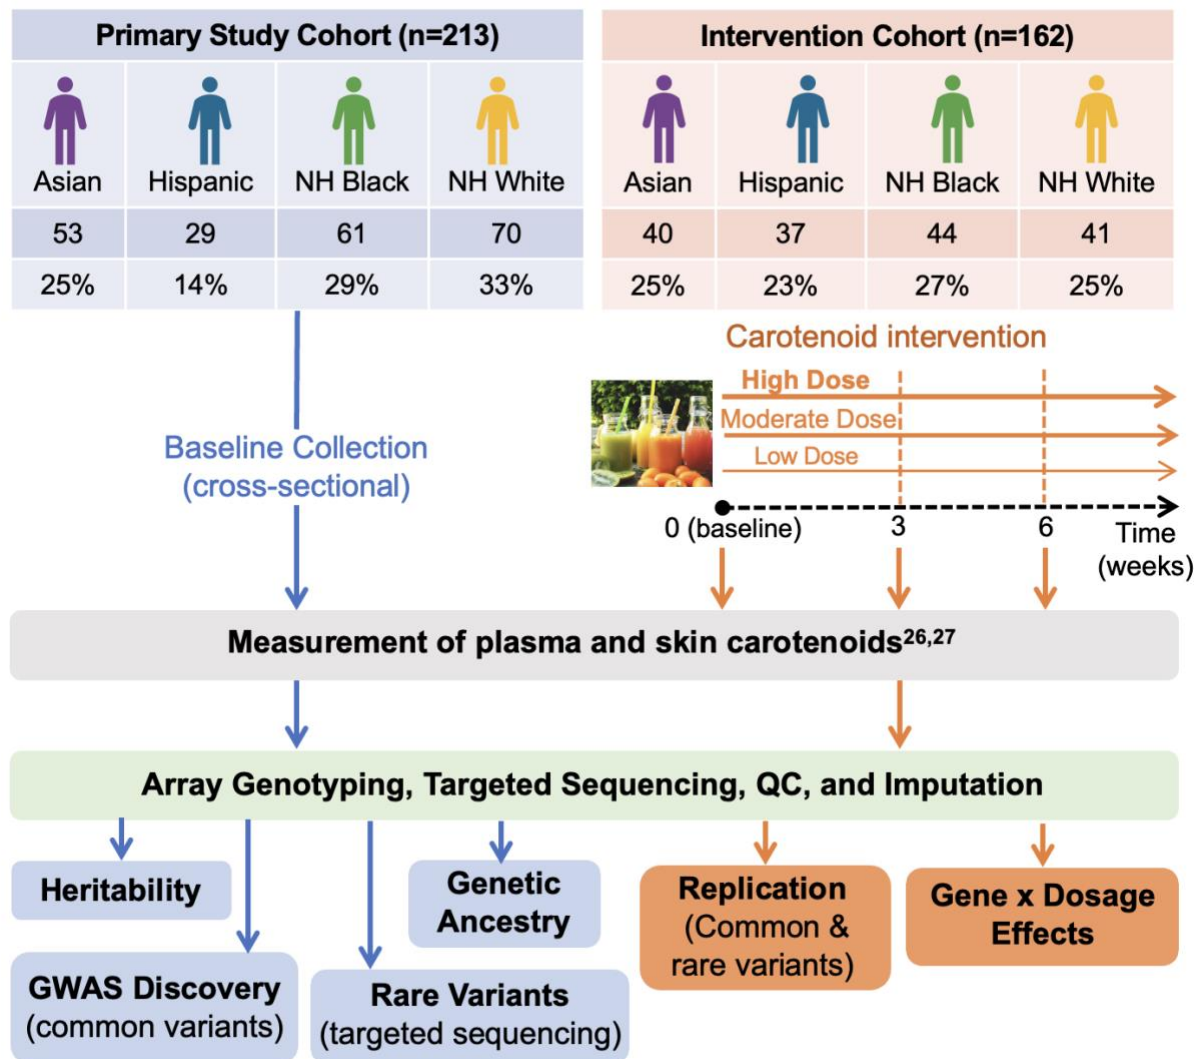 Primary Study Cohort (n=213)
Asian Hispanic NH Black NH White
53 29 61 70
25% 14% 29% 33%
Intervention Cohort (n=162)
Asian Hispanic NH Black NH White
40 37 44 41
25% 23% 27% 25%
Baseline Collection
(cross-sectional)
Carotenoid intervention
High Dose
Moderate Dose
Low Dose
0 (baseline) 3 6 Time
(weeks)
Measurement of plasma and skin carotenoids26,27
Array Genotyping, Targeted Sequencing, QC, and Imputation
Heritability
GWAS Discovery
(common variants)
Rare Variants
(targeted sequencing)
Genetic
Ancestry
Replication
(Common &
rare variants)
Gene x Dosage
Effects